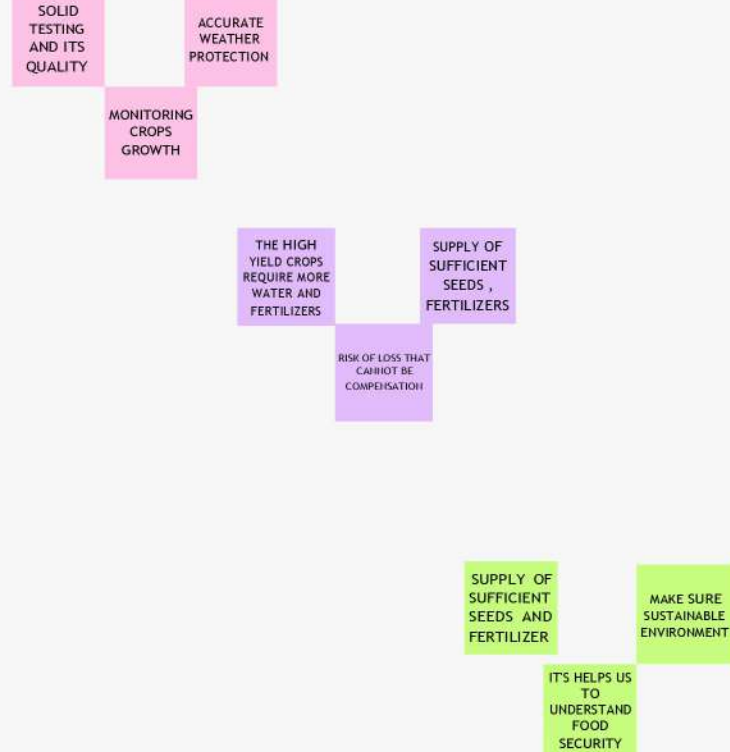 SOLID
TESTING
AND ITS
QUALITY
ACCURATE
WEATHER
PROTECTION
MONITORING
CROPS
GROWTH
THE HIGH
YIELD CROPS
REQUIRE MORE
WATER AND
FERTILIZERS
SUPPLY OF
SUFFICIENT
SEEDS ,
FERTILIZERS
RISK OF LOSS THAT
CANNOT BE
COMPENSATION
SUPPLY OF
SUFFICIENT
SEEDS AND
FERTILIZER
MAKE SURE
SUSTAINABLE
ENVIRONMENT
IT'S HELPS US
TO
UNDERSTAND
FOOD
SECURITY